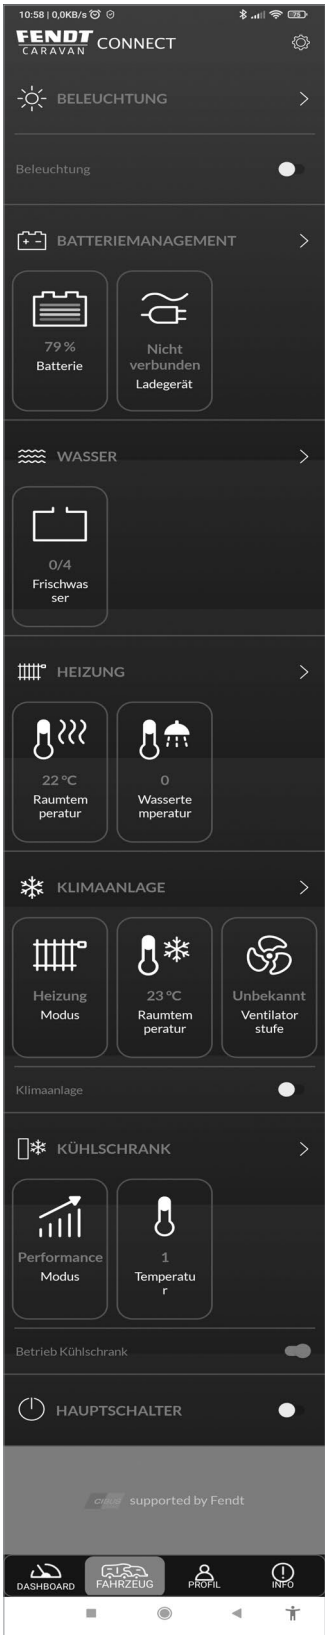 10:58 | 0,0KB/s
75
FENDT
CARAVAN CONNECT
BELEUCHTUNG
Beleuchtung
BATTERIEMANAGEMENT
79 %
Batterie
Nicht
verbunden
Ladegerät
WASSER
0/4
Frischwas
ser
HEIZUNG
22 °C
Raumtem
peratur
0
Wasserte
mperatur
KLIMAANLAGE
Heizung
Modus
23 °C
Raumtem
peratur
Unbekannt
Ventilator
stufe
Klimaanlage
KÜHLSCHRANK
Performance
Modus
1
Temperatu
r
Betrieb Kühlschrank
HAUPTSCHALTER
supported by Fendt
DASHBOARD
FAHRZEUG
PROFIL
INFO